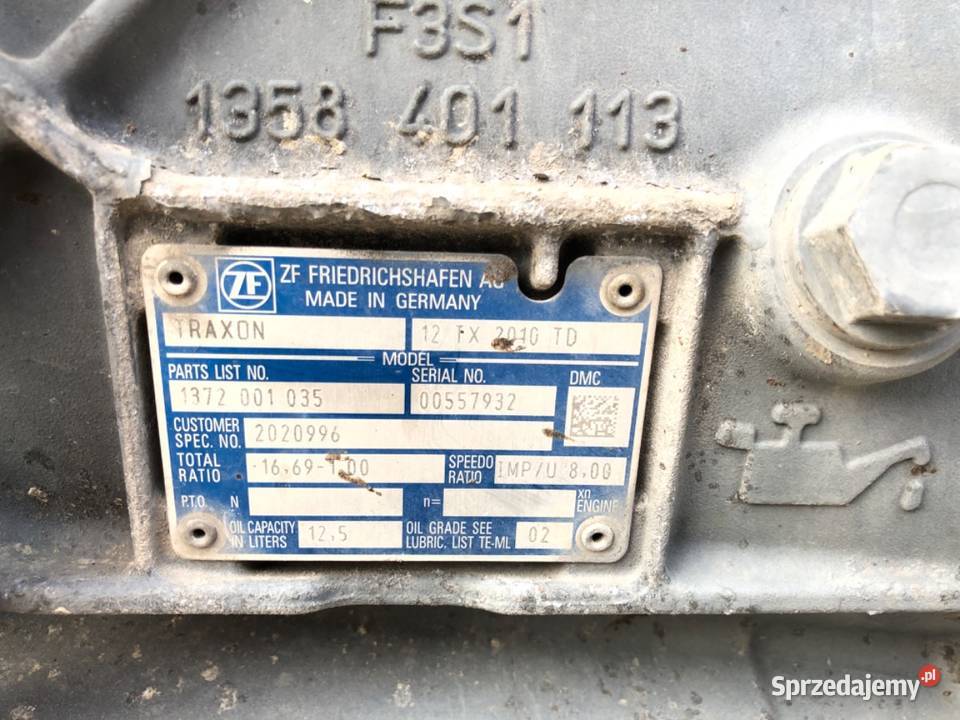 F3S1
1358 401 113
ZF
ZF FRIEDRICHSHAFEN AG
MADE IN GERMANY
TRAXON 12 TX 2010 TD
MODEL
PARTS LIST NO. SERIAL NO. DMC
1372 001 035 00557932
CUSTOMER SPEC. NO. 2020996
TOTAL RATIO 16,69-1,00 SPEEDO RATIO IMP/U 8,00
P.T.O. N n= xn ENGINE
OIL CAPACITY IN LITERS 12,5 OIL GRADE SEE LUBRIC. LIST TE-ML 02
Sprzedajemy.pl